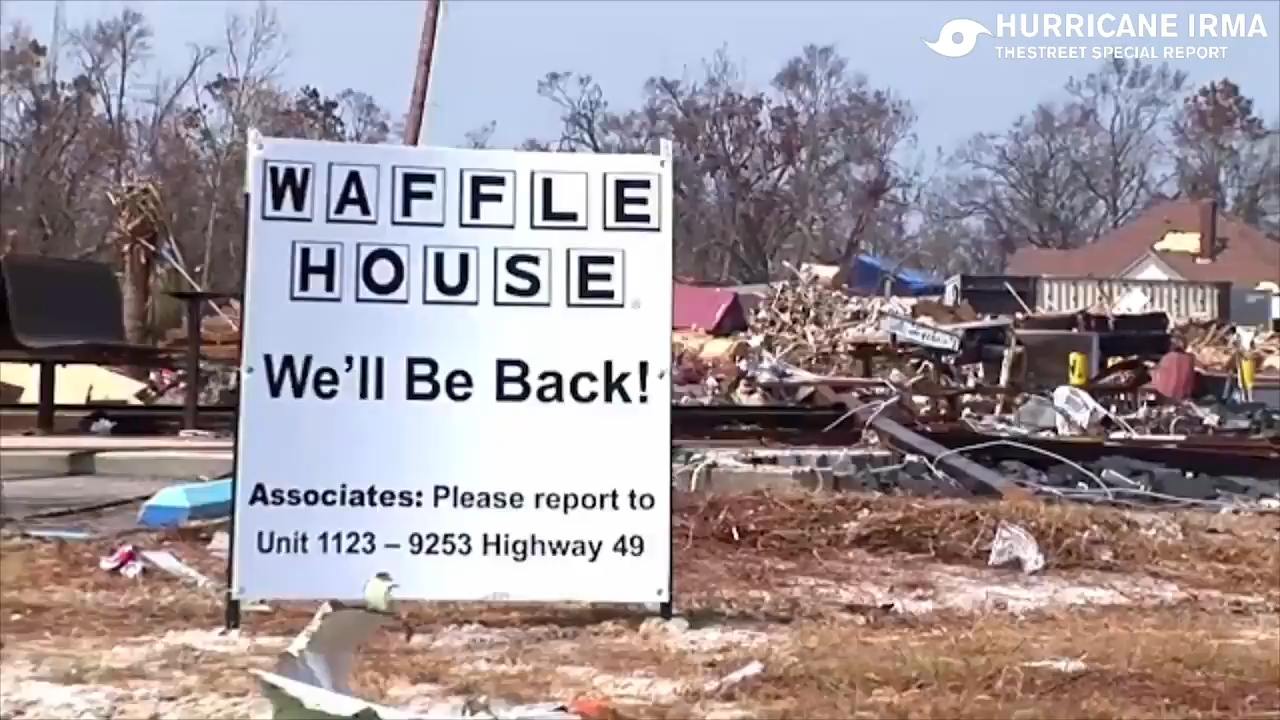 HURRICANE IRMA
THESTREET SPECIAL REPORT
WAFFLE
HOUSE
We'll Be Back!
Associates: Please report to
Unit 1123 – 9253 Highway 49